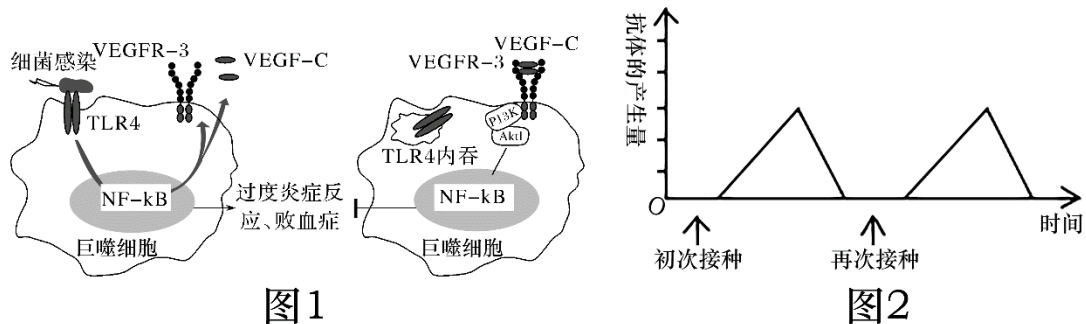 细菌感染
VEGFR-3
VEGF-C
TLR4
NF-kB
巨噬细胞
过度炎症反
应、败血症
VEGF-C
VEGFR-3
P13K
Aktl
TLR4内吞
NF-kB
巨噬细胞
图1
抗体的产生量
O
时间
初次接种
再次接种
图2